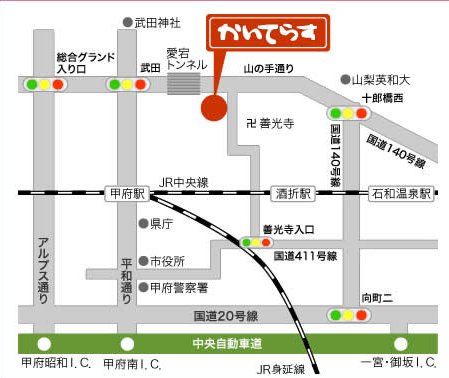 かいてらす
武田神社
総合グランド
入り口
武田
愛宕
トンネル
山の手通り
山梨英和大
十郎橋西
卍 善光寺
国道140号線
国道140号線
JR中央線
甲府駅
酒折駅
石和温泉駅
県庁
善光寺入口
国道411号線
アルプス通り
平和通り
市役所
甲府警察署
向町二
国道20号線
中央自動車道
甲府昭和I.C.
甲府南I.C.
JR身延線
一宮・御坂I.C.